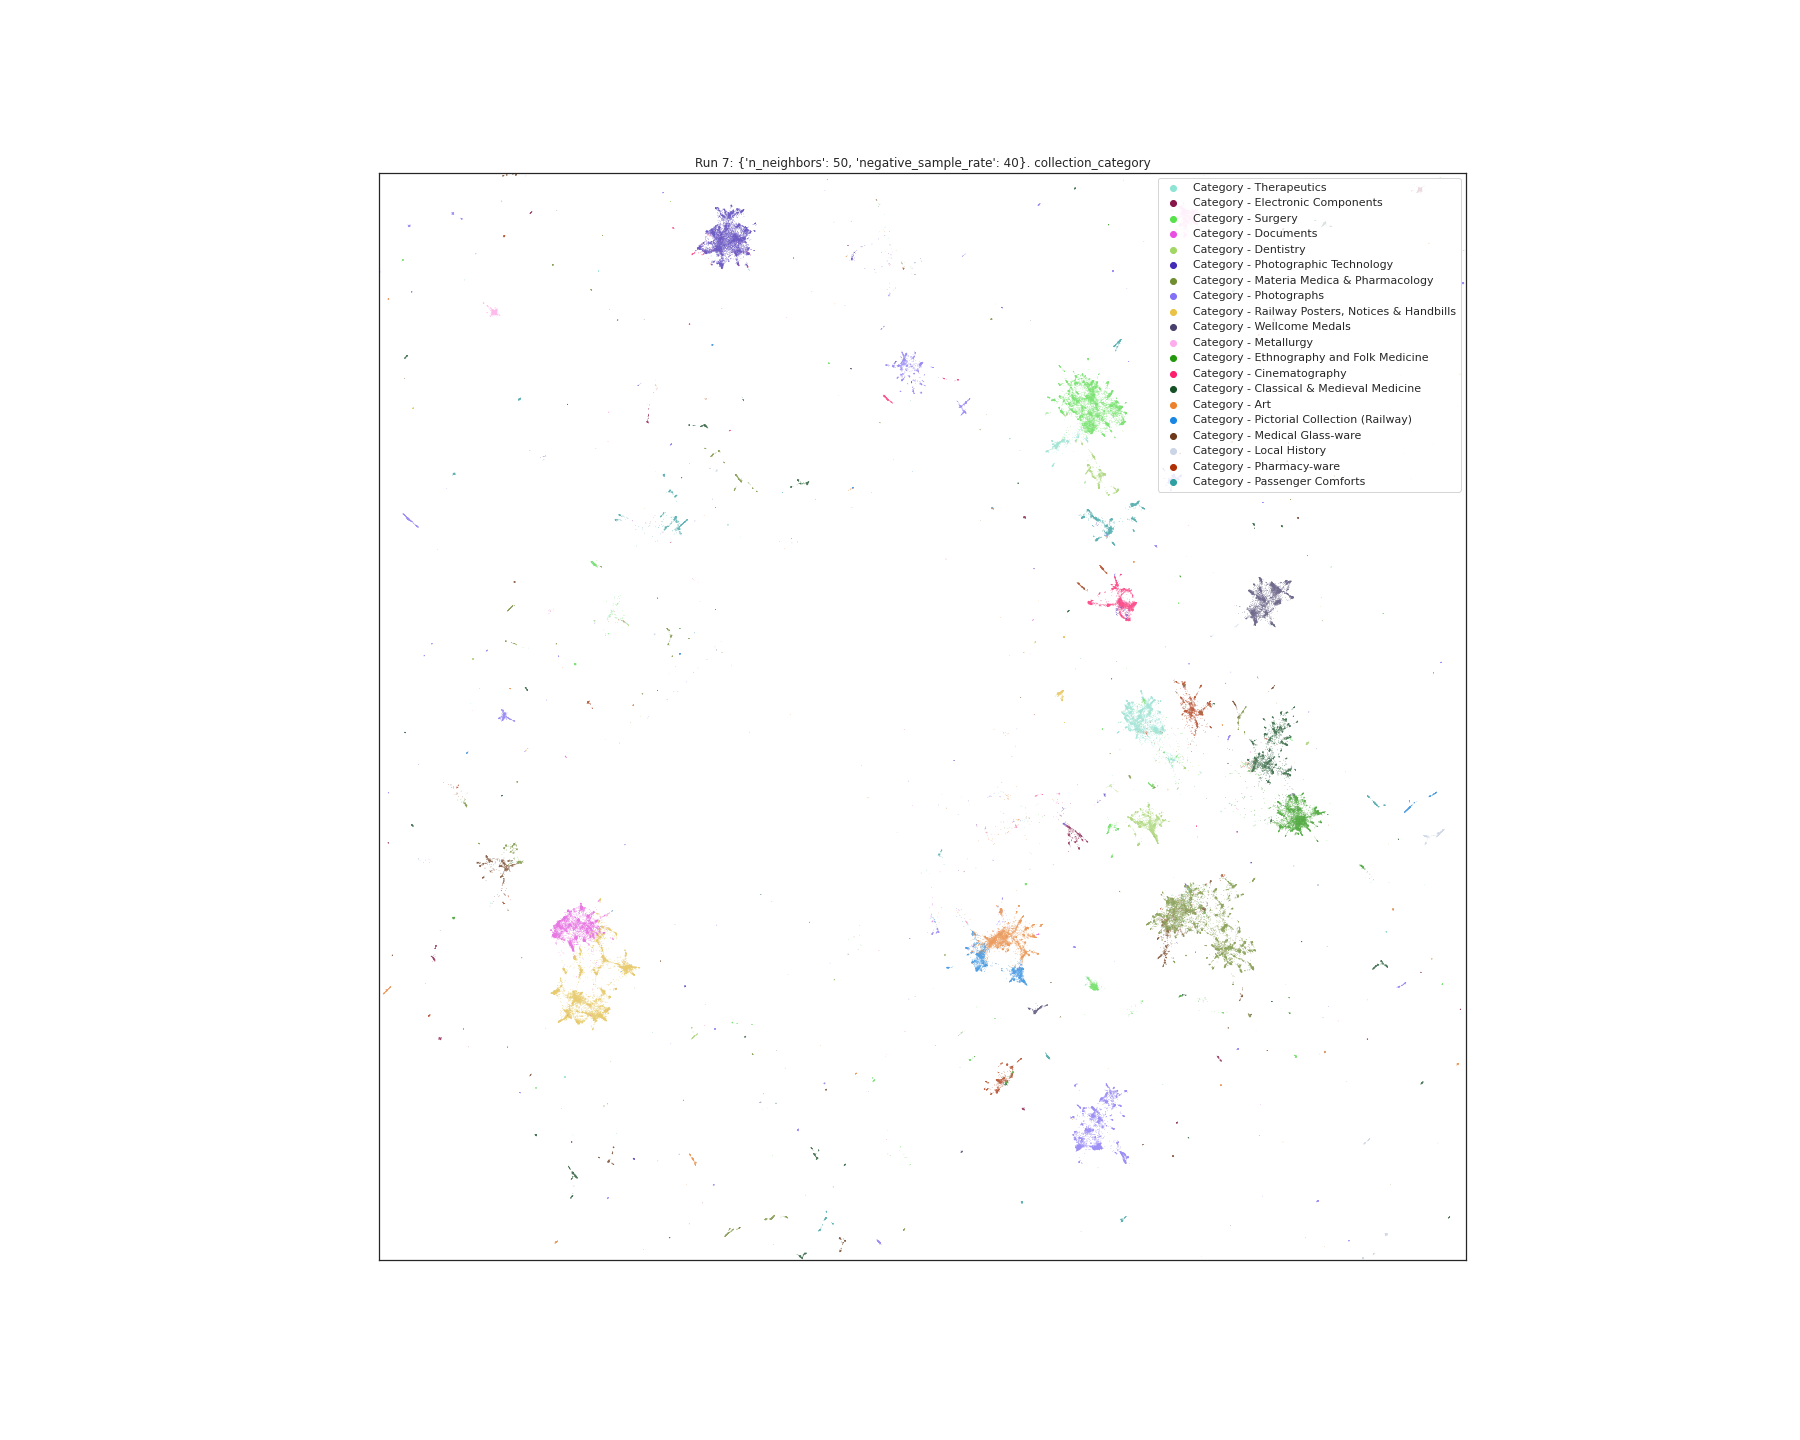 Run 7: {'n_neighbors': 50, 'negative_sample_rate': 40}. collection_category
Category - Therapeutics
Category - Electronic Components
Category - Surgery
Category - Documents
Category - Dentistry
Category - Photographic Technology
Category - Materia Medica & Pharmacology
Category - Photographs
Category - Railway Posters, Notices & Handbills
Category - Wellcome Medals
Category - Metallurgy
Category - Ethnography and Folk Medicine
Category - Cinematography
Category - Classical & Medieval Medicine
Category - Art
Category - Pictorial Collection (Railway)
Category - Medical Glass-ware
Category - Local History
Category - Pharmacy-ware
Category - Passenger Comforts